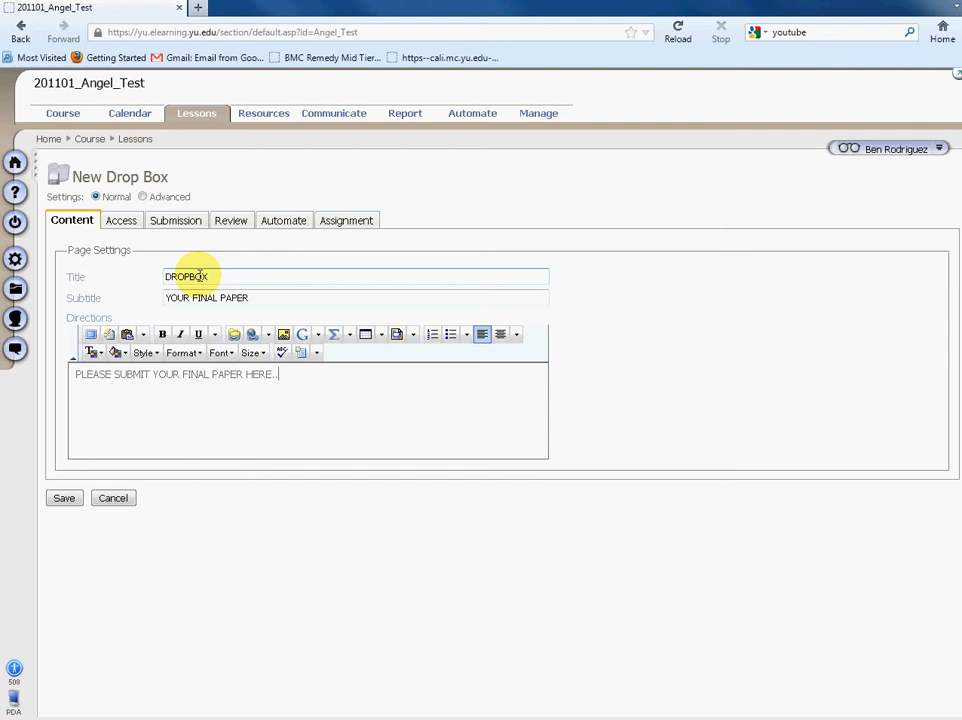 201101_Angel_Test
Back
Forward
https://yu.elearning.yu.edu/section/default.asp?id=Angel_Test
Reload
Stop
youtube
Home
Most Visited
Getting Started
Gmail: Email from Goo...
BMC Remedy Mid Tier...
https--cali.mc.yu.edu-...
201101_Angel_Test
Course
Calendar
Lessons
Resources
Communicate
Report
Automate
Manage
Home
Course
Lessons
Ben Rodriguez
New Drop Box
Settings: Normal Advanced
Content
Access
Submission
Review
Automate
Assignment
Page Settings
Title DROPBOX
Subtitle YOUR FINAL PAPER
Directions
B I U
Style
Format
Font
Size
PLEASE SUBMIT YOUR FINAL PAPER HERE..
Save
Cancel
508
PDA